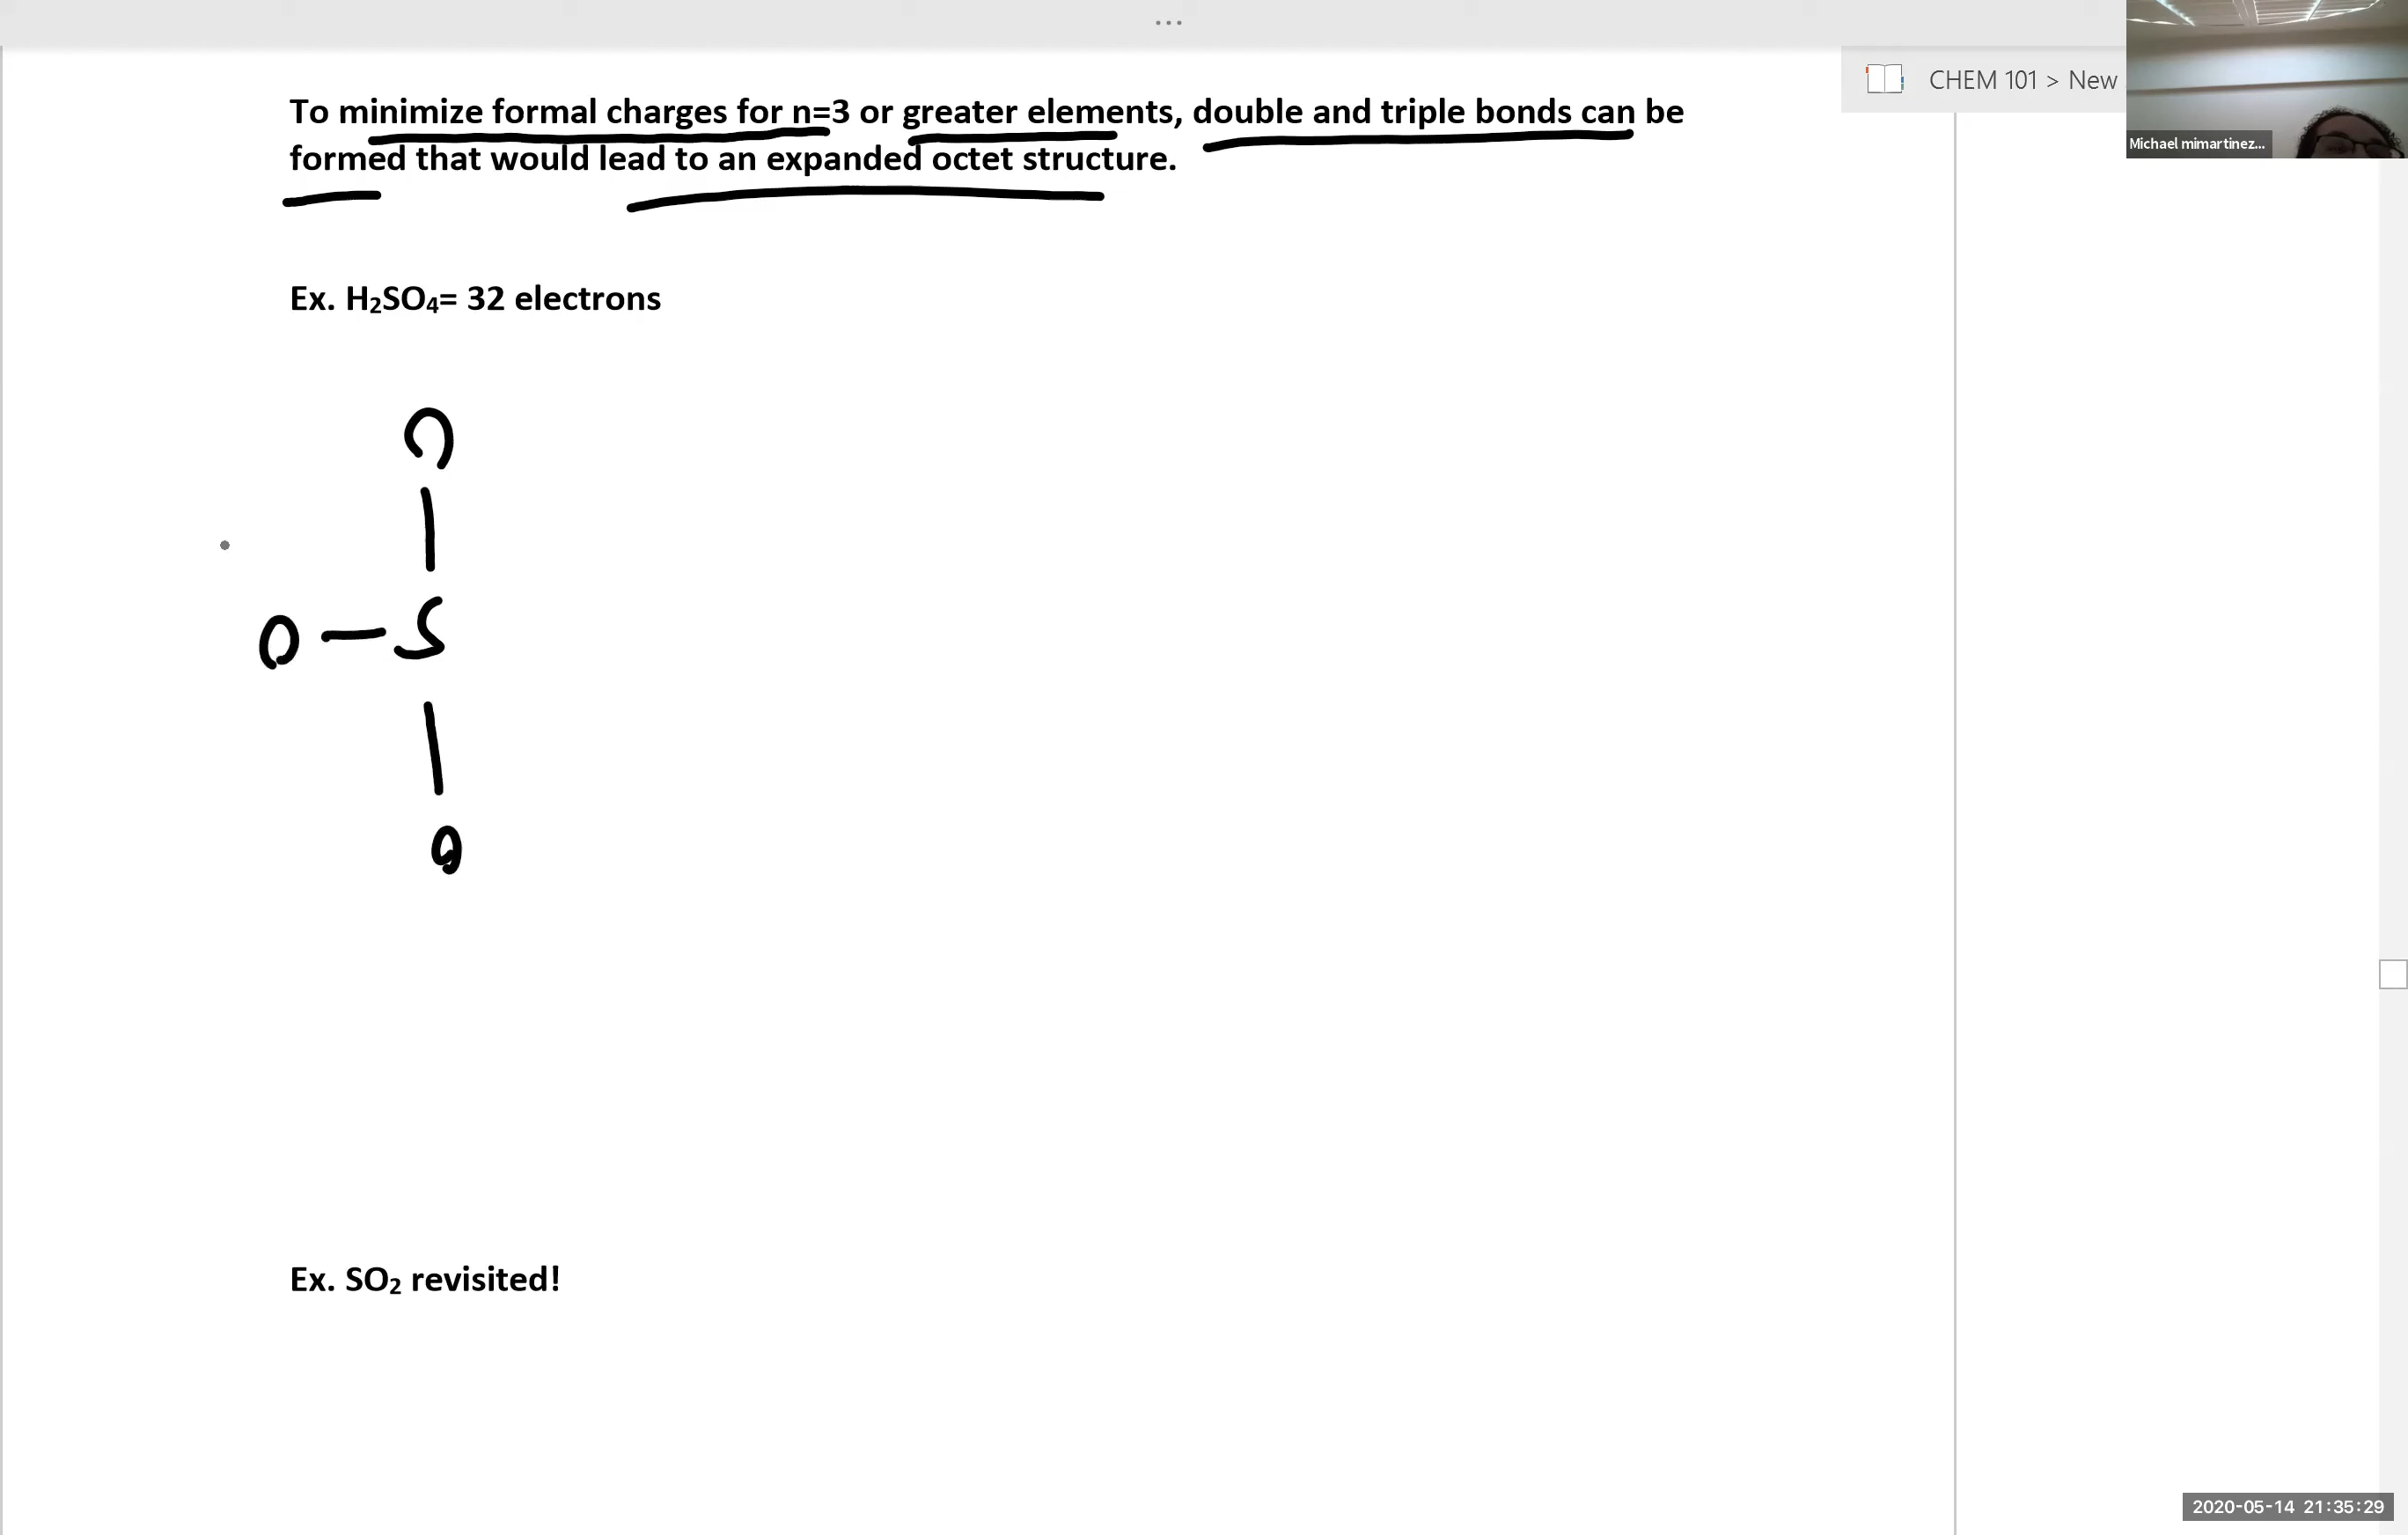 ...
CHEM 101 > New
Michael mimartinez...
To minimize formal charges for n=3 or greater elements, double and triple bonds can be
formed that would lead to an expanded octet structure.
Ex. H₂SO₄= 32 electrons
O
O – S
O
Ex. SO₂ revisited!
2020-05-14 21:35:29